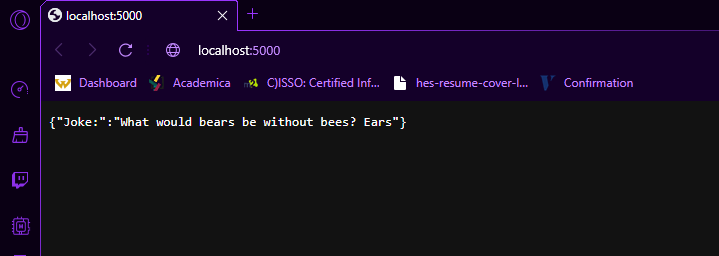 localhost:5000
localhost:5000
Dashboard Academica C)ISSO: Certified Inf... hes-resume-cover-l... Confirmation
{"Joke:":"What would bears be without bees? Ears"}